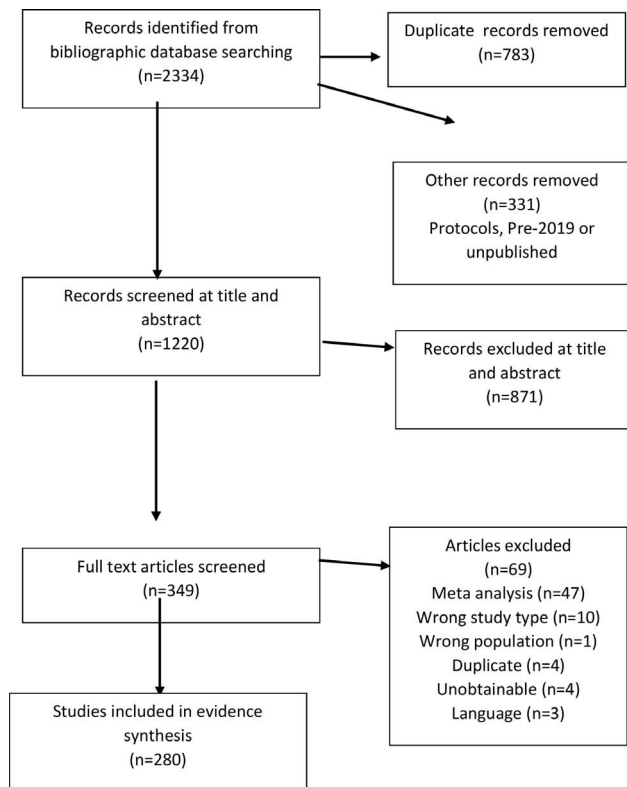 Records identified from
bibliographic database searching
(n=2334)
Duplicate records removed
(n=783)
Other records removed
(n=331)
Protocols, Pre-2019 or
unpublished
Records screened at title and
abstract
(n=1220)
Records excluded at title
and abstract
(n=871)
Full text articles screened
(n=349)
Articles excluded
(n=69)
Meta analysis (n=47)
Wrong study type (n=10)
Wrong population (n=1)
Duplicate (n=4)
Unobtainable (n=4)
Language (n=3)
Studies included in evidence
synthesis
(n=280)